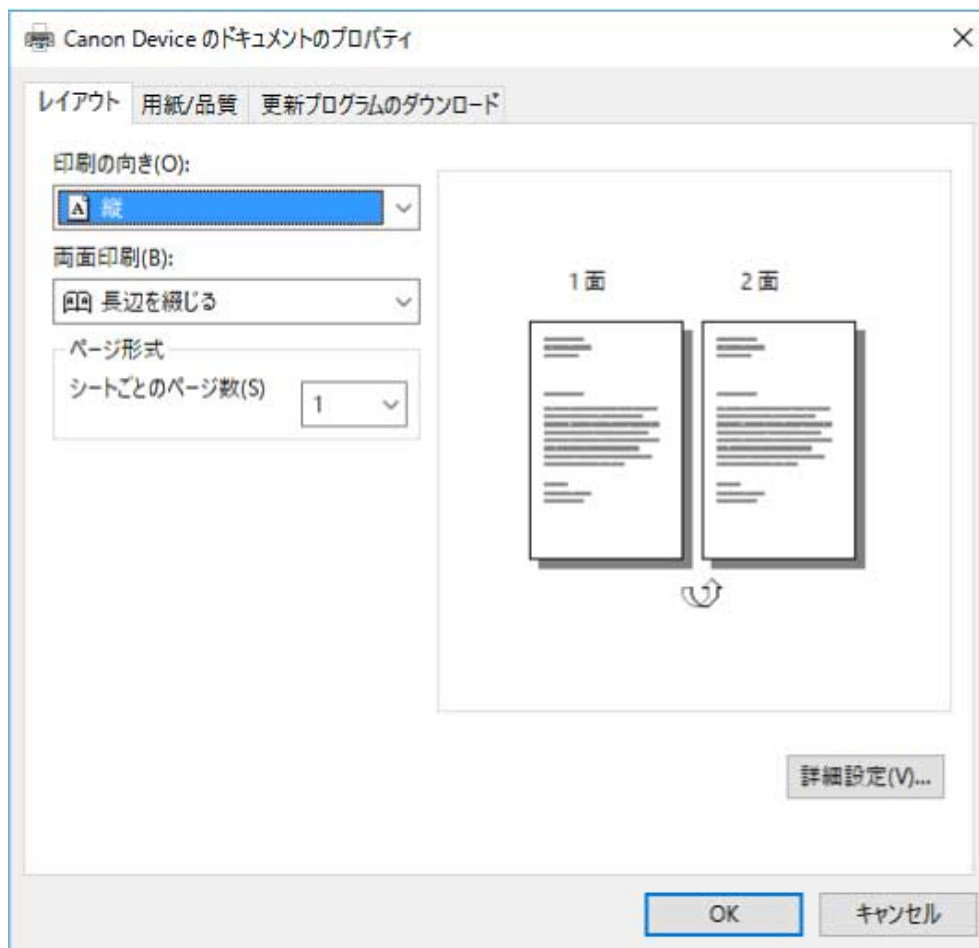 Canon Device のドキュメントのプロパティ
レイアウト 用紙/品質 更新プログラムのダウンロード
印刷の向き(O):
縦
両面印刷(B):
長辺を綴じる
ページ形式
シートごとのページ数(S) 1
1 面 2 面
詳細設定(V)...
OK キャンセル